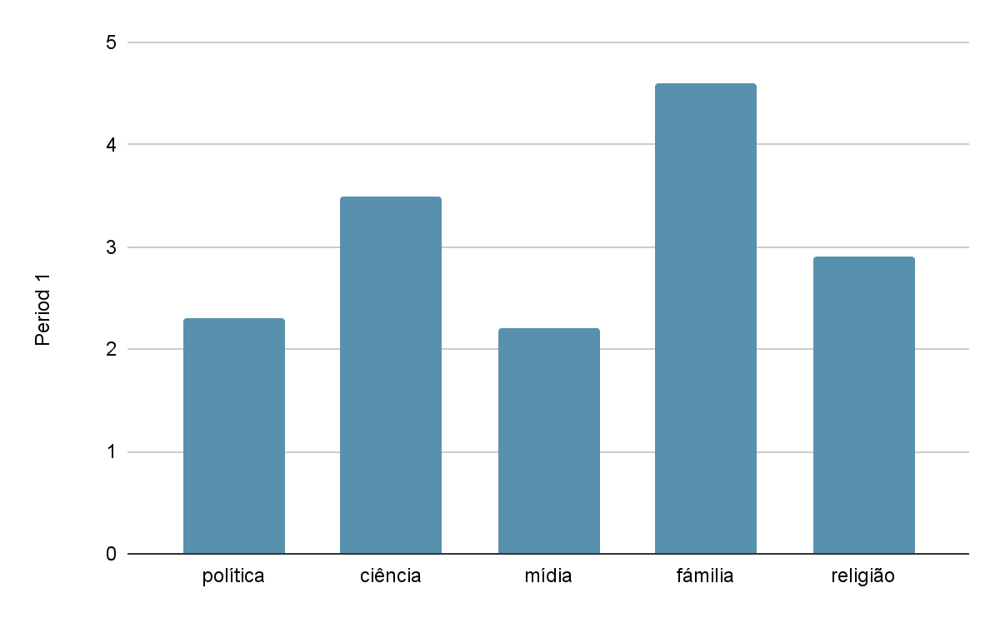 5
4
3
2
1
0
Period 1
política
ciência
mídia
fámilia
religião